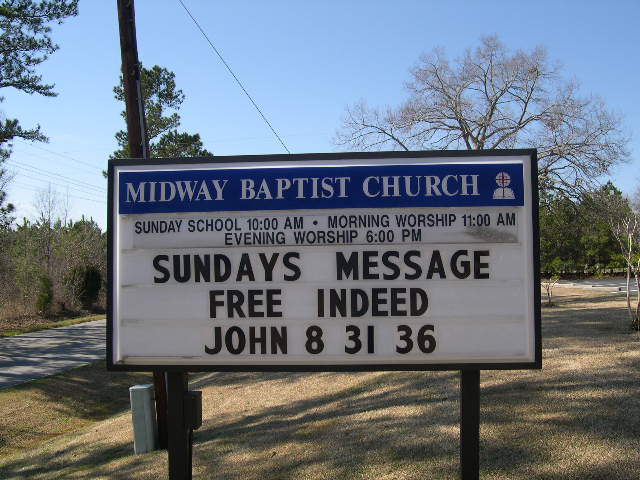 MIDWAY BAPTIST CHURCH
SUNDAY SCHOOL 10:00 AM • MORNING WORSHIP 11:00 AM
EVENING WORSHIP 6:00 PM
SUNDAYS MESSAGE
FREE INDEED
JOHN 8 31 36